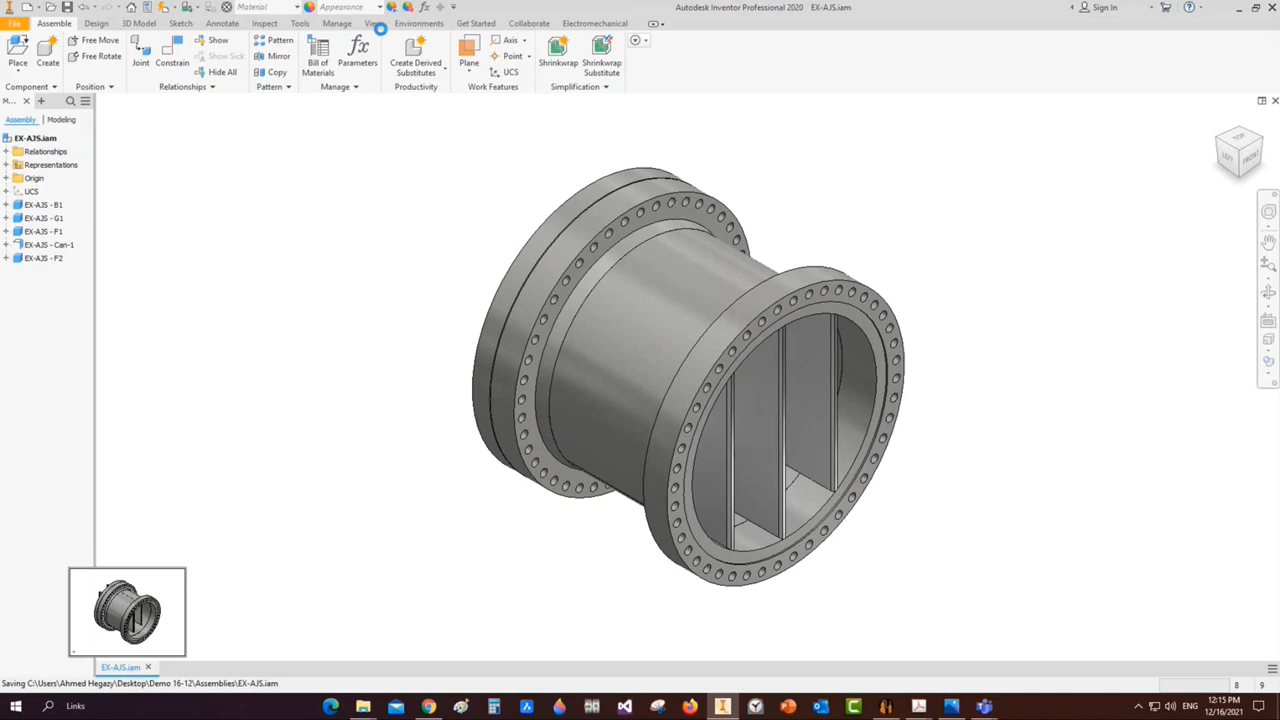 Material
Appearance
Autodesk Inventor Professional 2020 EX-AJS.iam
Sign In
File Assemble Design 3D Model Sketch Annotate Inspect Tools Manage View Environments Get Started Collaborate Electromechanical
Place
Create
Free Move
Free Rotate
Joint
Constrain
Show
Show Sick
Hide All
Pattern
Mirror
Copy
Bill of Materials
Parameters
Create Derived Substitutes
Plane
Axis
Point
UCS
Shrinkwrap
Shrinkwrap Substitute
Component Position Relationships Pattern Manage Productivity Work Features Simplification
M...
Assembly Modeling
EX-AJS.iam
Relationships
Representations
Origin
UCS
EX-AJS - B1
EX-AJS - G1
EX-AJS - F1
EX-AJS - Can-1
EX-AJS - F2
TOP
LEFT
FRONT
EX-AJS.iam
Saving C:\Users\Ahmed Hegazy\Desktop\Demo 16-12\Assemblies\EX-AJS.iam
8 9
Links
12:15 PM
12/16/2021